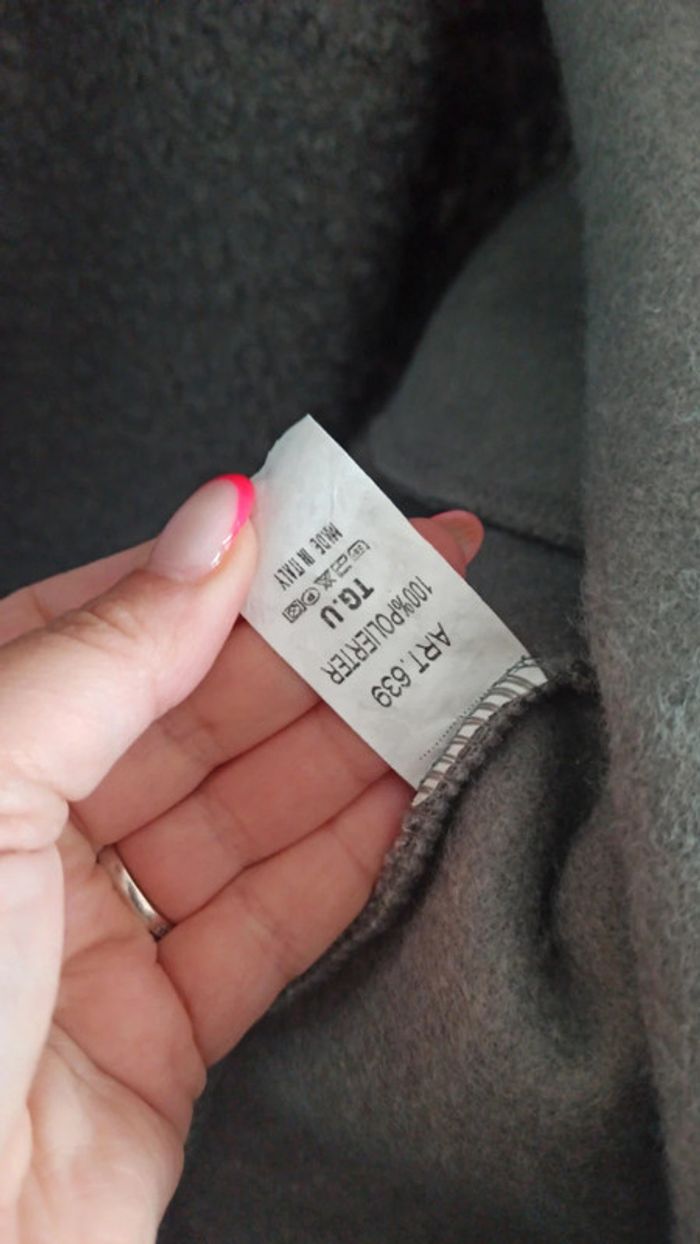 ART.639
100%POLIERTER
TG.U
MADE IN ITALY